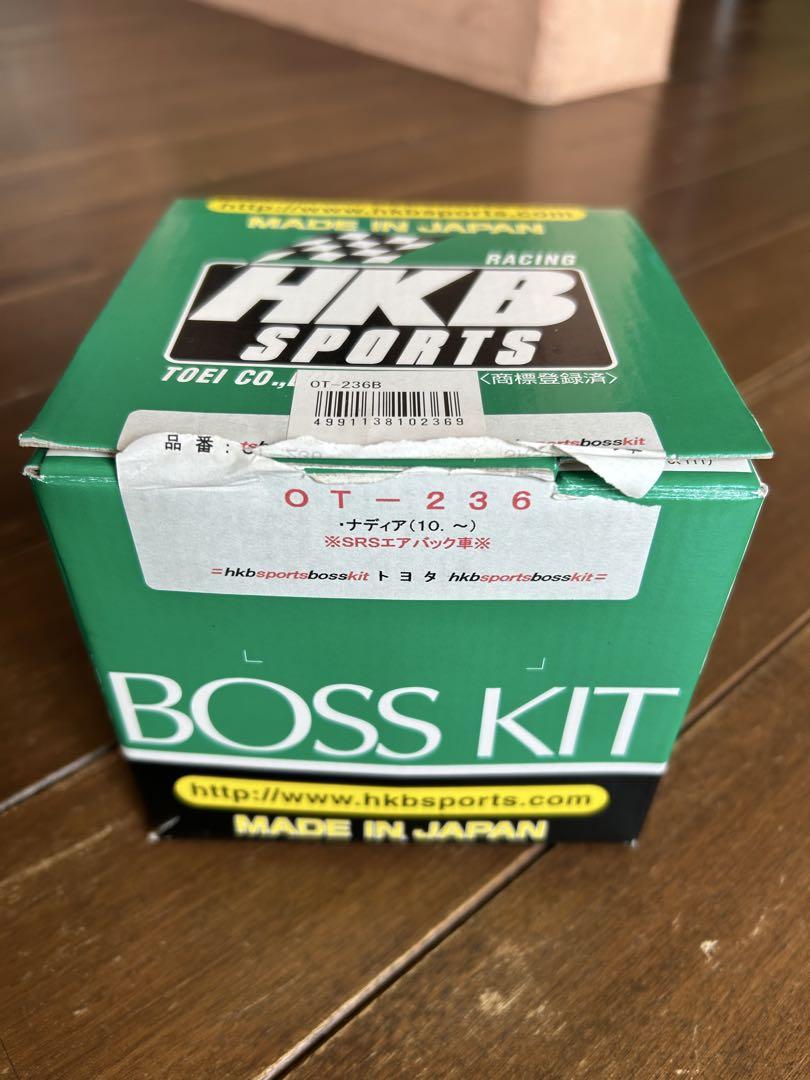 http://www.hkbsports.com
MADE IN JAPAN
RACING
HKB
SPORTS
TOEI CO.,
〈商標登録済〉
OT-236B
4991138102369
品番:
sportsbosskit
OT-236
・ナディア(10.~)
※SRSエアバック車※
=hkbsportsbosskit トヨタ hkbsportsbosskit=
BOSS KIT
http://www.hkbsports.com
MADE IN JAPAN